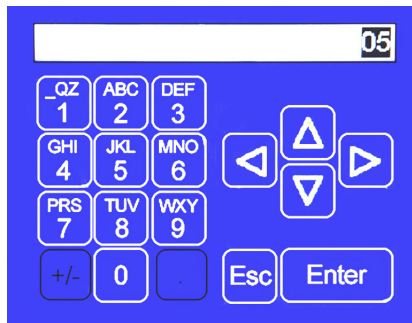 05
_QZ ABC DEF
1 2 3
GHI JKL MNO
4 5 6
PRS TUV WXY
7 8 9
+/- 0 . Esc Enter